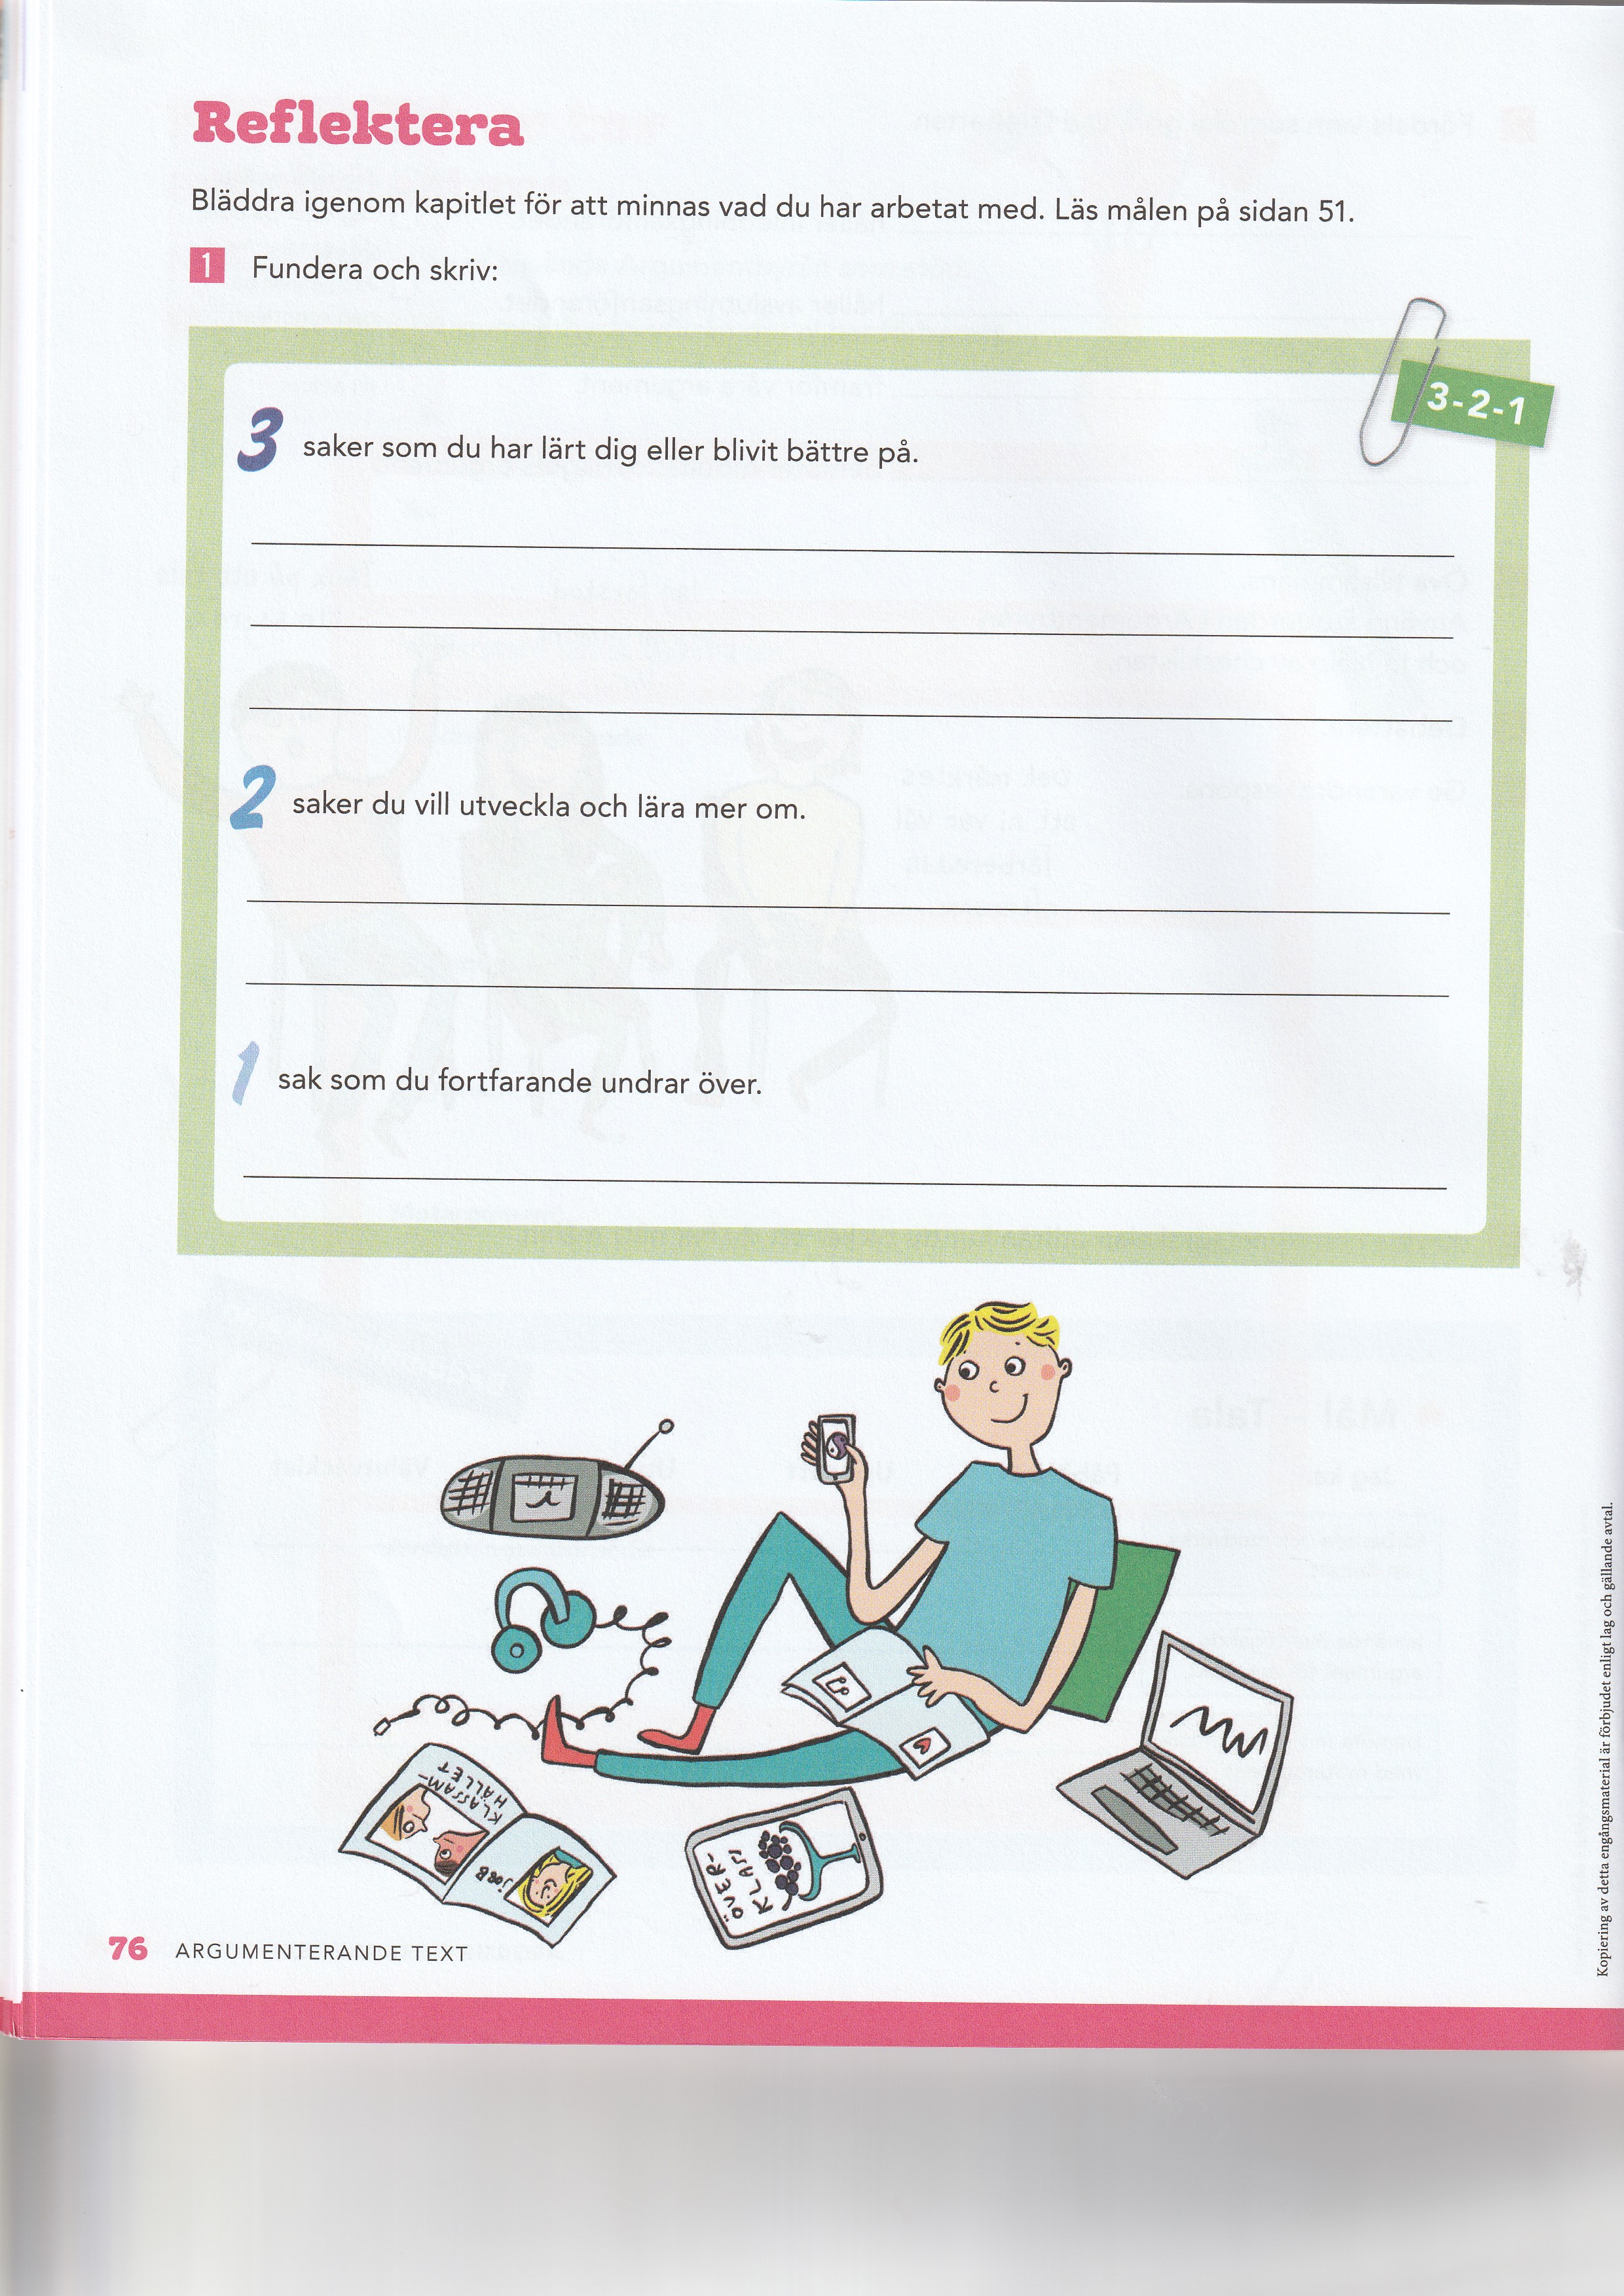 Reflektera
Bläddra igenom kapitlet för att minnas vad du har arbetat med. Läs målen på sidan 51.
1 Fundera och skriv:
3-2-1
3 saker som du har lärt dig eller blivit bättre på.
2 saker du vill utveckla och lära mer om.
1 sak som du fortfarande undrar över.
KLASSAM-
HÄLLET
JOBB
ÖVER-
KLASS
Kopiering av detta engångsmaterial är förbjudet enligt lag och gällande avtal.
76 ARGUMENTERANDE TEXT